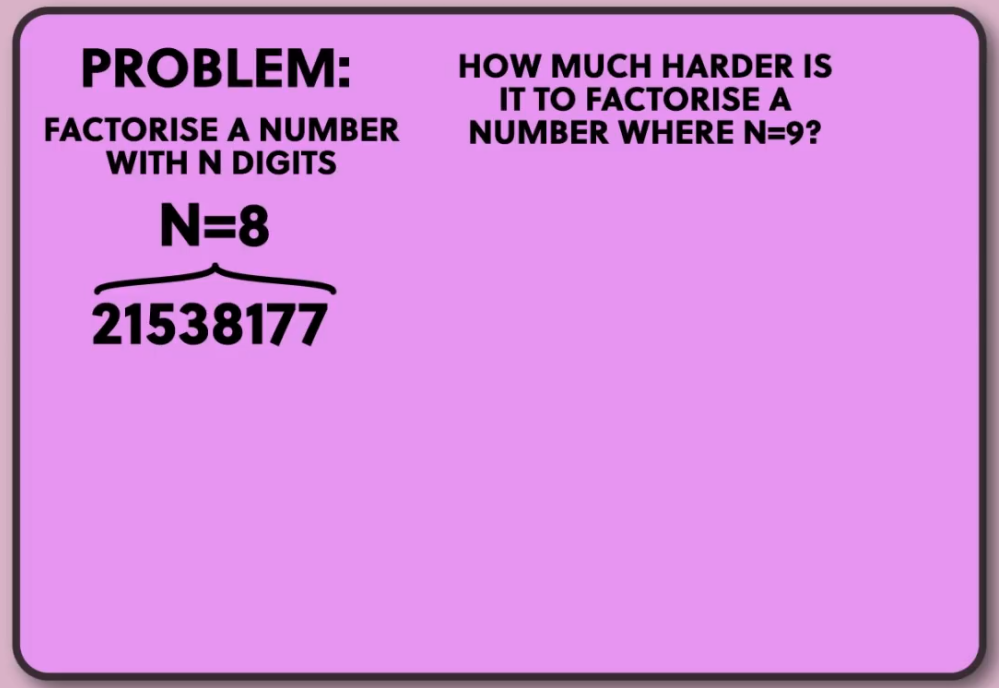 PROBLEM:
FACTORISE A NUMBER
WITH N DIGITS
N=8
21538177
HOW MUCH HARDER IS
IT TO FACTORISE A
NUMBER WHERE N=9?